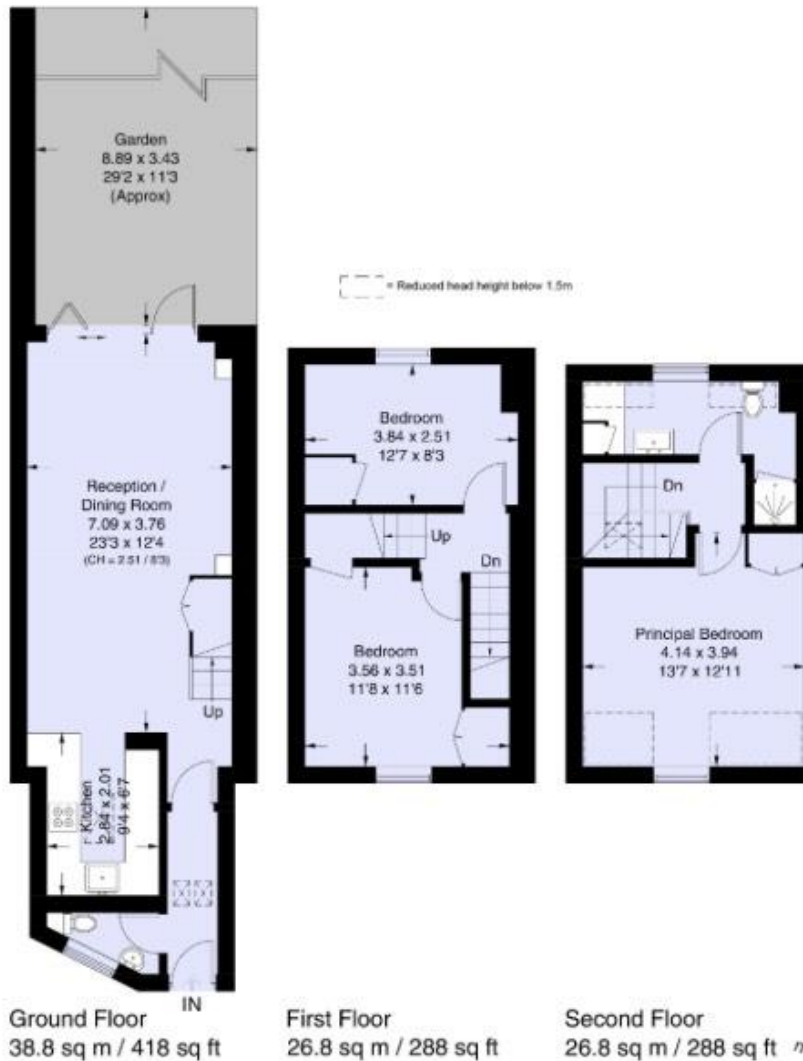 Garden
8.89 x 3.43
29'2 x 11'3
(Approx)
= Reduced head height below 1.5m
Reception /
Dining Room
7.09 x 3.76
23'3 x 12'4
(CH = 2.51 / 8'3)
Up
Kitchen
2.84 x 2.01
9'4 x 6'7
IN
Bedroom
3.84 x 2.51
12'7 x 8'3
Up
Dn
Bedroom
3.56 x 3.51
11'8 x 11'6
Dn
Principal Bedroom
4.14 x 3.94
13'7 x 12'11
Ground Floor
38.8 sq m / 418 sq ft
First Floor
26.8 sq m / 288 sq ft
Second Floor
26.8 sq m / 288 sq ft